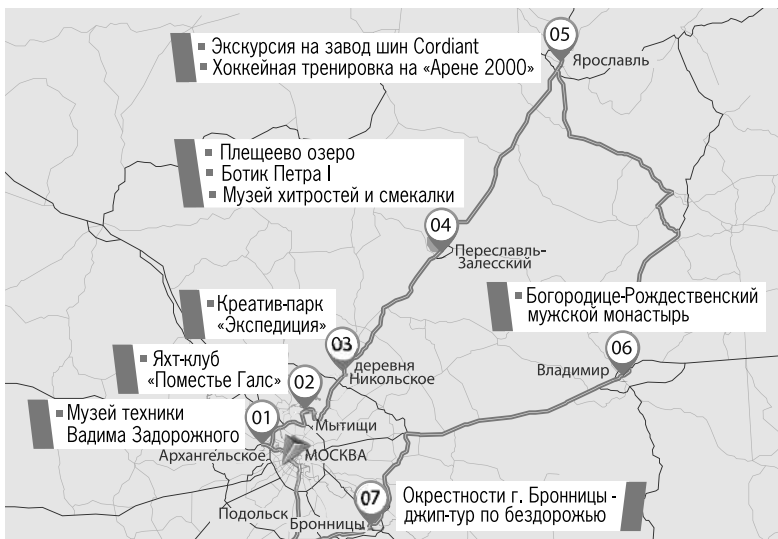 05
▪ Экскурсия на завод шин Cordiant
▪ Хоккейная тренировка на «Арене 2000»
Ярославль
▪ Плещеево озеро
▪ Ботик Петра I
▪ Музей хитростей и смекалки
04
Переславль-
Залесский
▪ Креатив-парк
«Экспедиция»
03
деревня
Никольское
▪ Богородице-Рождественский
мужской монастырь
06
Владимир
▪ Яхт-клуб
«Поместье Галс»
02
Мытищи
▪ Музей техники
Вадима Задорожного
01
Архангельское
МОСКВА
07
Окрестности г. Бронницы -
джип-тур по бездорожью
Подольск
Бронницы